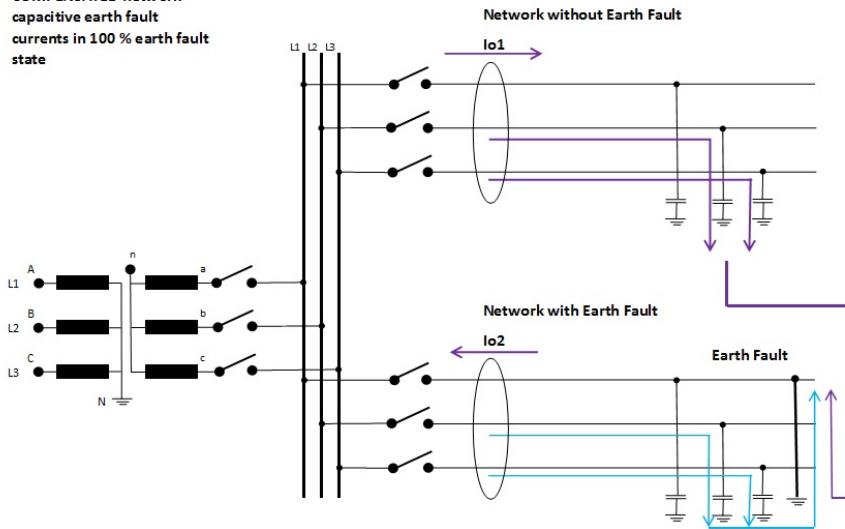 capacitive earth fault
currents in 100 % earth fault
state
Network without Earth Fault
L1 L2 L3
Io1
n
A
a
L1
B
b
L2
C
c
L3
N
Network with Earth Fault
Io2
Earth Fault